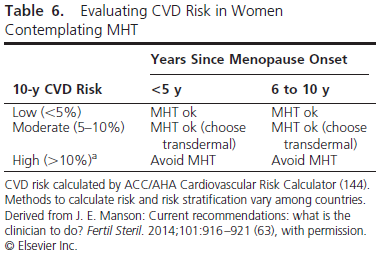 Table 6. Evaluating CVD Risk in Women
Contemplating MHT
Years Since Menopause Onset
10-y CVD Risk <5 y 6 to 10 y
Low (<5%) MHT ok MHT ok
Moderate (5–10%) MHT ok (choose MHT ok (choose
transdermal) transdermal)
High (>10%)a Avoid MHT Avoid MHT
CVD risk calculated by ACC/AHA Cardiovascular Risk Calculator (144).
Methods to calculate risk and risk stratification vary among countries.
Derived from J. E. Manson: Current recommendations: what is the
clinician to do? Fertil Steril. 2014;101:916–921 (63), with permission.
© Elsevier Inc.